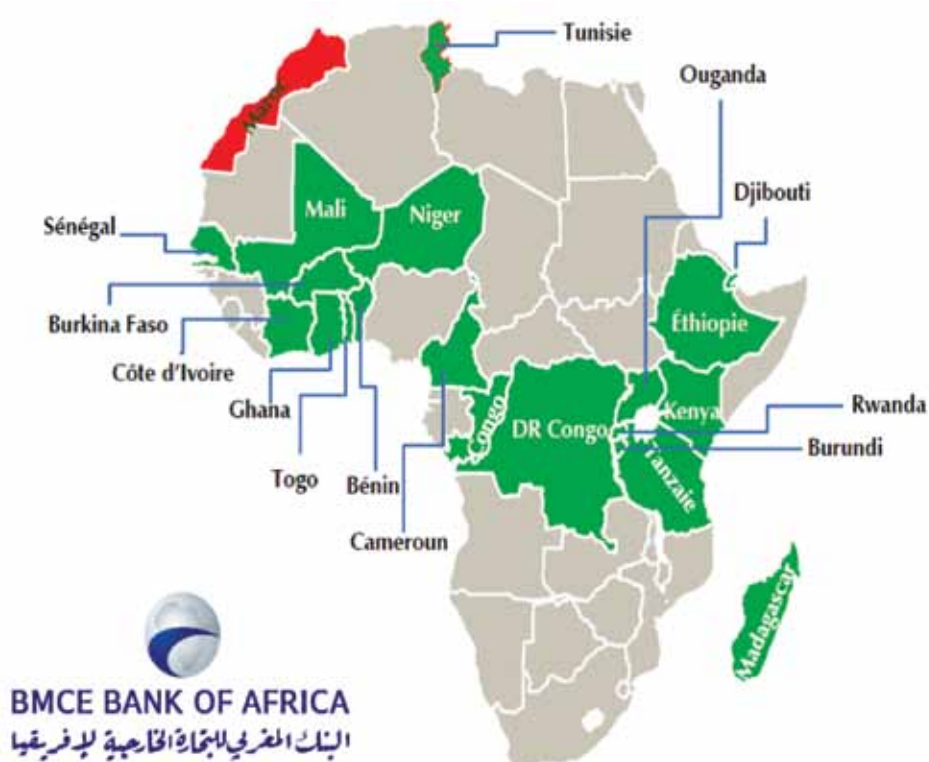 Tunisie
Ouganda
Maroc
Djibouti
Mali
Niger
Sénégal
Burkina Faso
Éthiopie
Côte d'Ivoire
Ghana
Kenya
Rwanda
Congo
DR Congo
Burundi
Togo
Bénin
Tranzaie
Cameroun
Madagascar
BMCE BANK OF AFRICA
البنك المغربي للتجارة الخارجية لإفريقيا